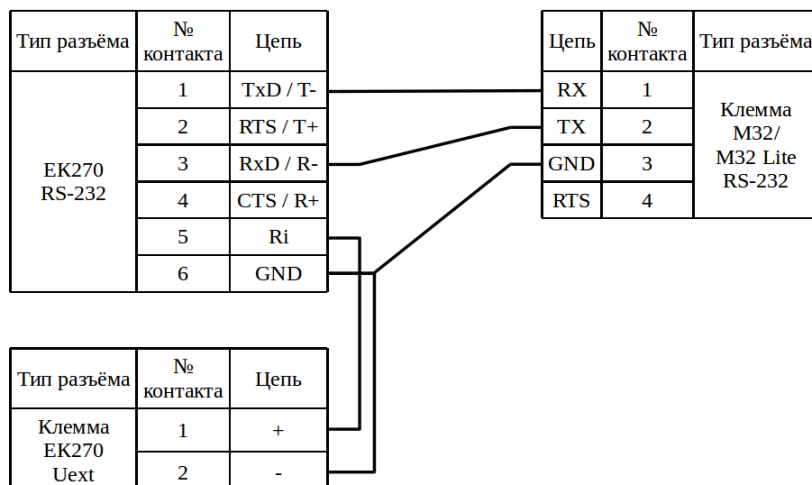 Тип разъёма № контакта Цепь
ЕК270 RS-232
1 TxD / T-
2 RTS / T+
3 RxD / R-
4 CTS / R+
5 Ri
6 GND
Цепь № контакта Тип разъёма
RX 1
TX 2
GND 3
RTS 4
Клемма
М32/
М32 Lite
RS-232
Тип разъёма № контакта Цепь
Клемма
ЕК270
Uext
1 +
2 -